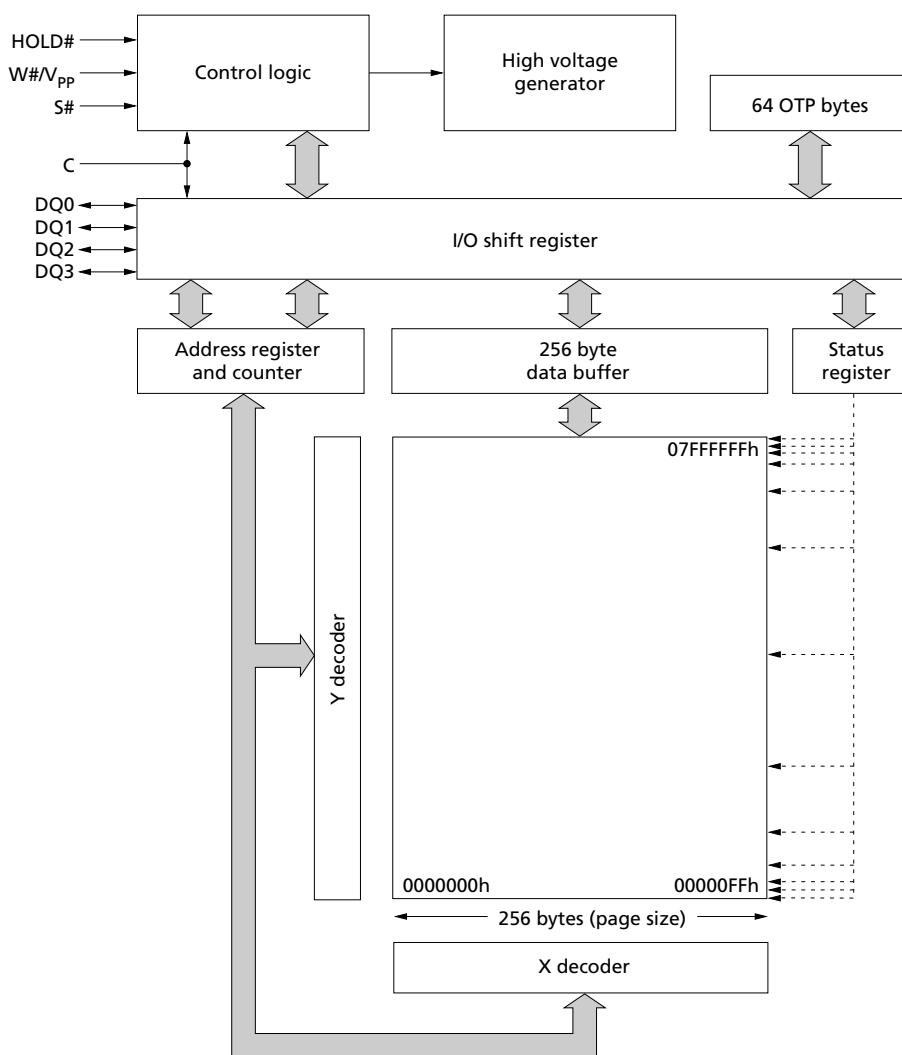 HOLD#
W#/VPP
S#
C
DQ0
DQ1
DQ2
DQ3
Control logic
High voltage
generator
64 OTP bytes
I/O shift register
Address register
and counter
256 byte
data buffer
Status
register
Y decoder
07FFFFFFh
0000000h
00000FFh
256 bytes (page size)
X decoder